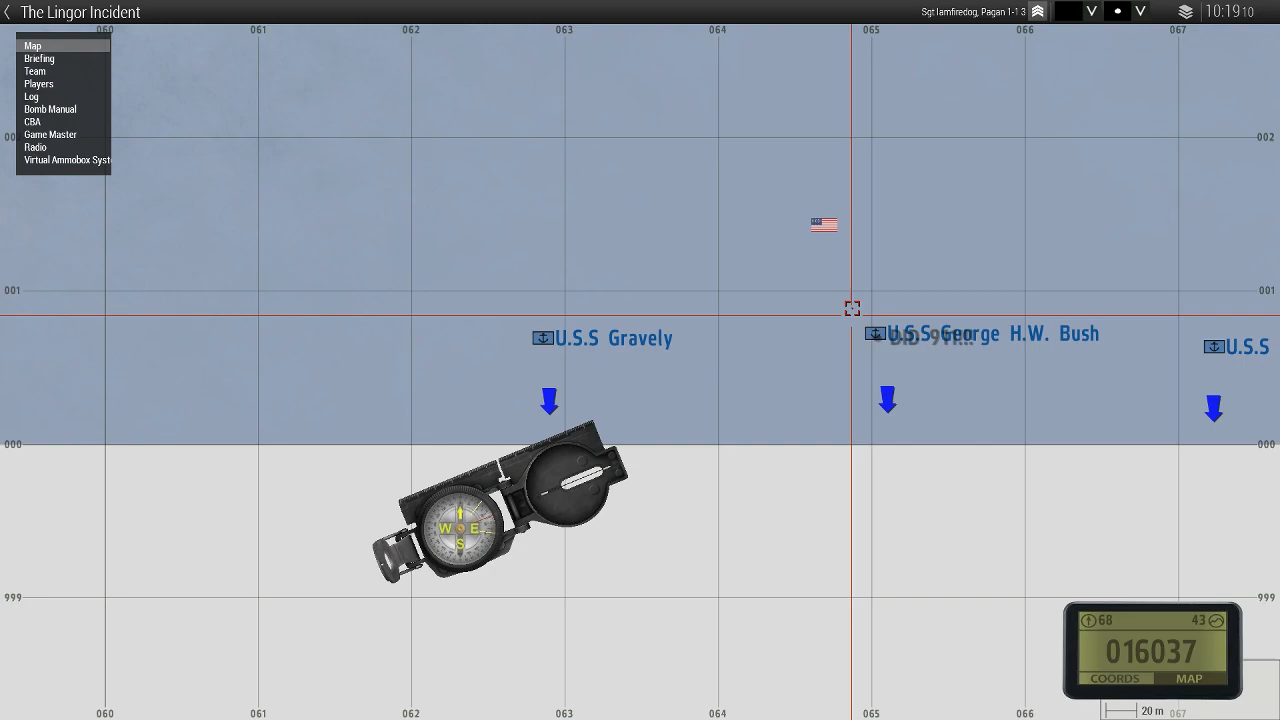 The Lingor Incident
Sgt Iamfiredog, Pagan 1-1 3
10:19 10
060 061 062 063 064 065 066 067
Map
Briefing
Team
Players
Log
Bomb Manual
CBA
Game Master
Radio
Virtual Ammobox Syst
002
001 001
U.S.S Gravely
U.S.S George H.W. Bush
U.S.S
000 000
W E
S
999 999
68 43
016037
COORDS MAP
20 m
060 061 062 063 064 065 066 067